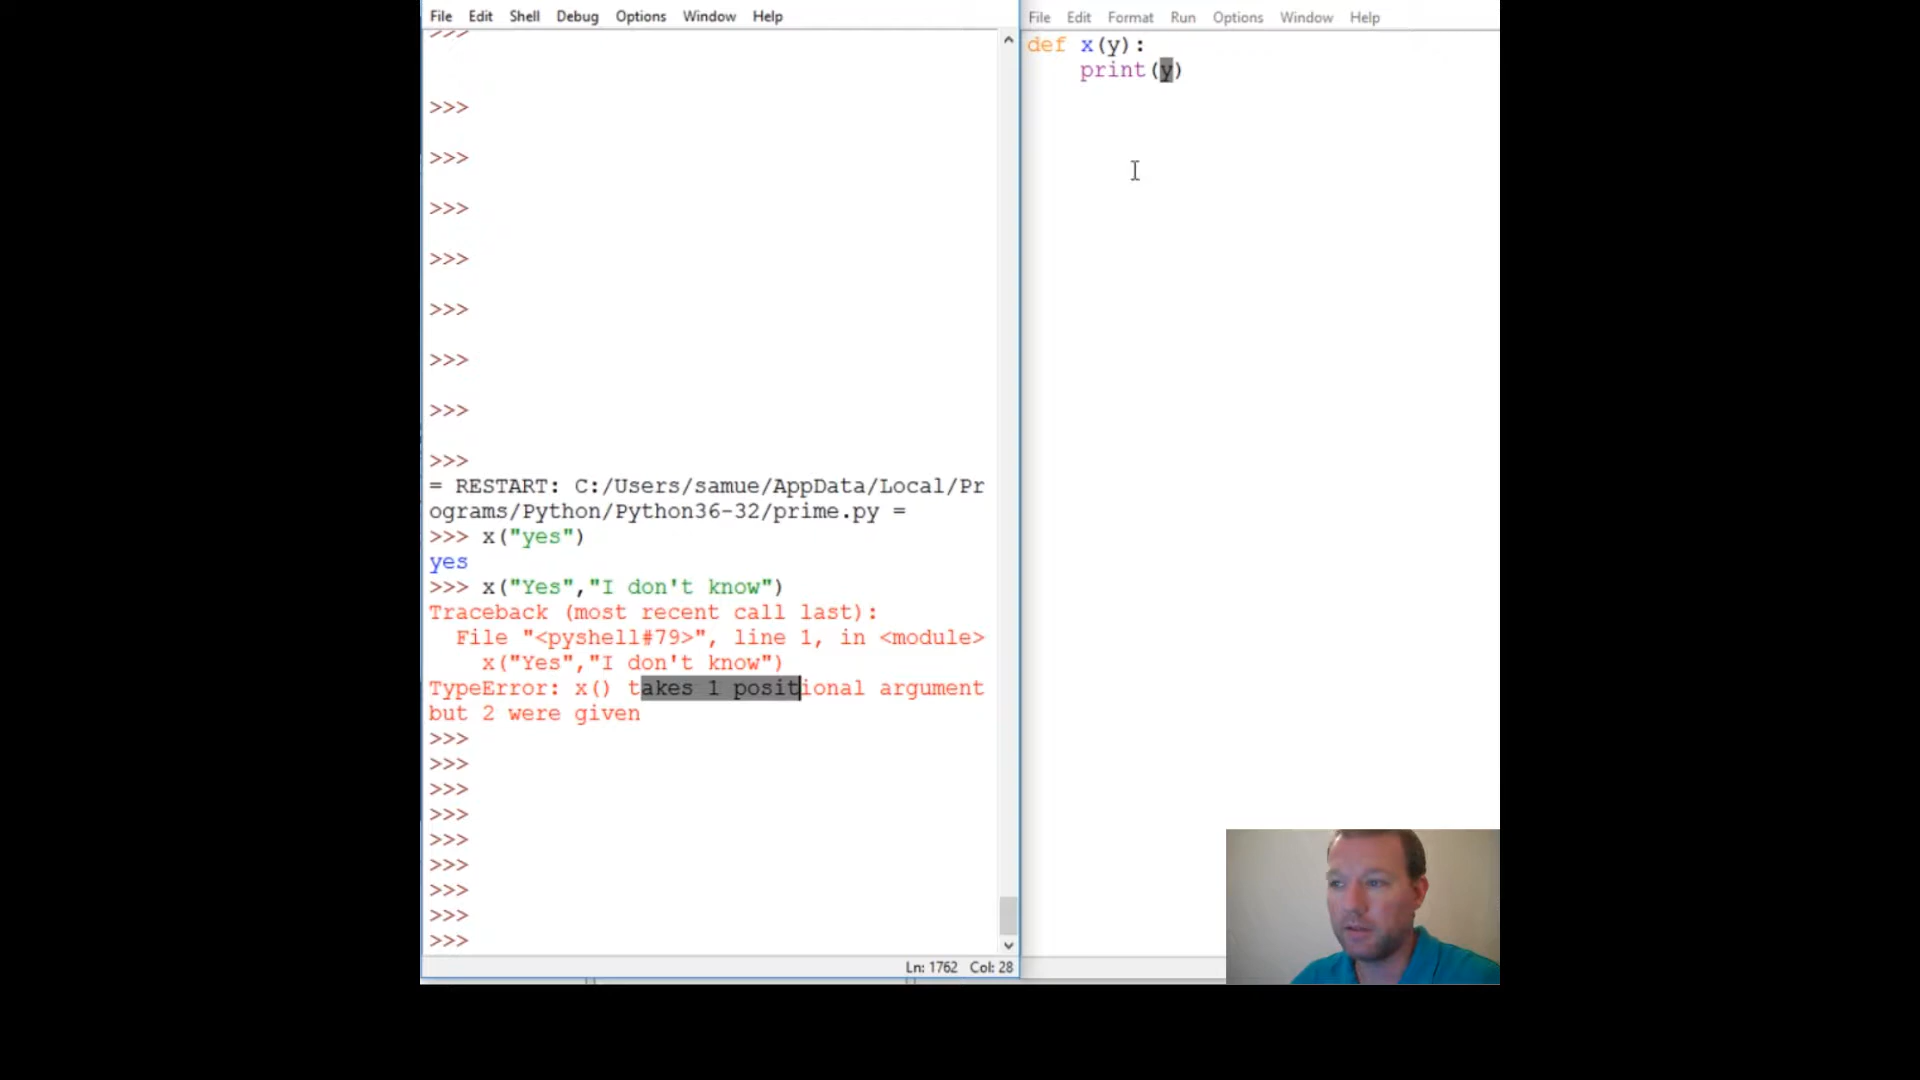 File Edit Shell Debug Options Window Help
>>>
>>>
>>>
>>>
>>>
>>>
>>>
>>>
>>>
= RESTART: C:/Users/samue/AppData/Local/Pr
ograms/Python/Python36-32/prime.py =
>>> x("yes")
yes
>>> x("Yes","I don't know")
Traceback (most recent call last):
  File "<pyshell#79>", line 1, in <module>
    x("Yes","I don't know")
TypeError: x() takes 1 positional argument
but 2 were given
>>>
>>>
>>>
>>>
>>>
>>>
>>>
>>>
>>>
Ln: 1762 Col: 28
File Edit Format Run Options Window Help
def x(y):
    print(y)